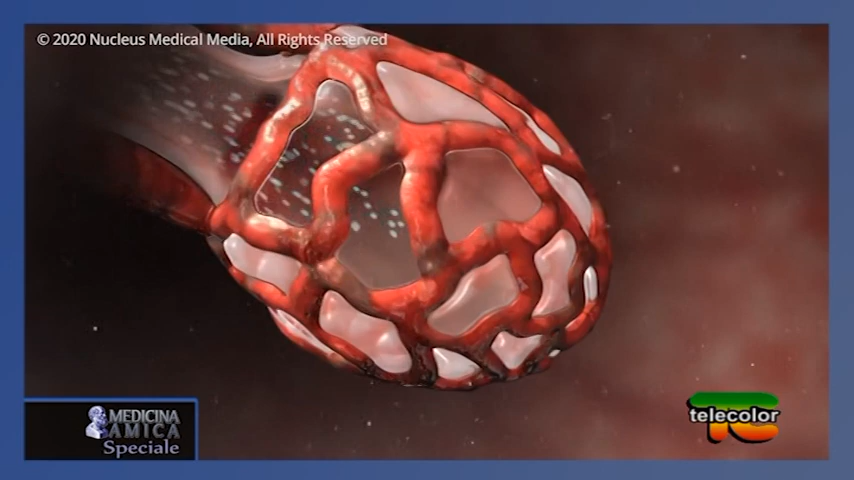 © 2020 Nucleus Medical Media, All Rights Reserved
MEDICINA
AMICA
Speciale
telecolor